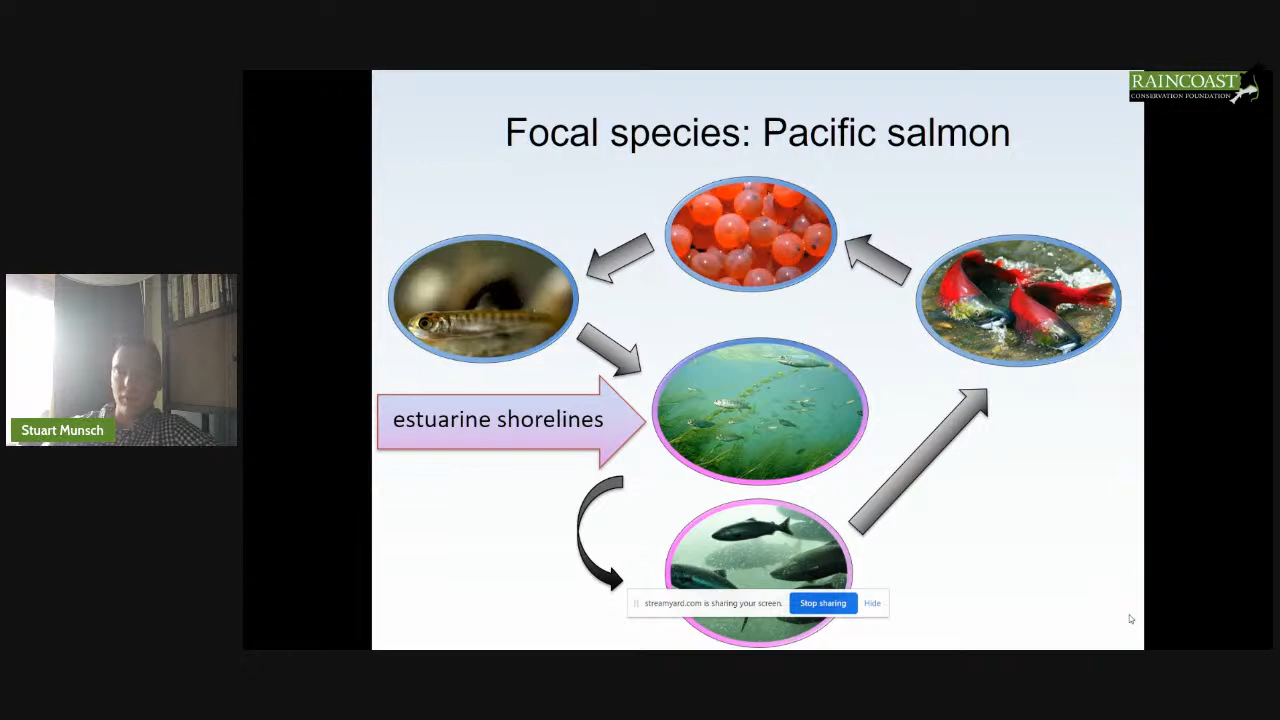 RAINCOAST
CONSERVATION FOUNDATION
Focal species: Pacific salmon
estuarine shorelines
Stuart Munsch
streamyard.com is sharing your screen.
Stop sharing
Hide